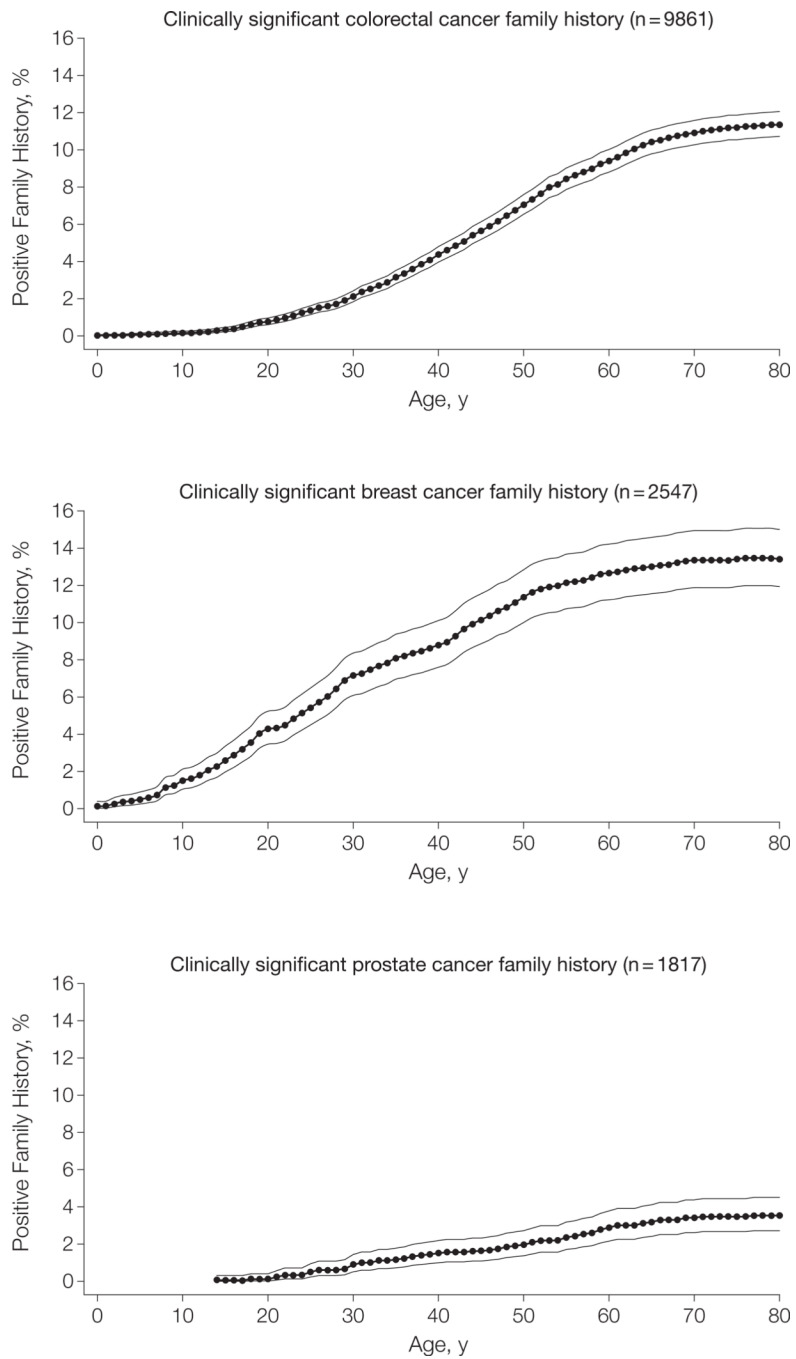 Clinically significant colorectal cancer family history (n=9861)
16
14
12
10
8
6
4
2
0
Positive Family History, %
0 10 20 30 40 50 60 70 80
Age, y
Clinically significant breast cancer family history (n=2547)
16
14
12
10
8
6
4
2
0
Positive Family History, %
0 10 20 30 40 50 60 70 80
Age, y
Clinically significant prostate cancer family history (n=1817)
16
14
12
10
8
6
4
2
0
Positive Family History, %
0 10 20 30 40 50 60 70 80
Age, y